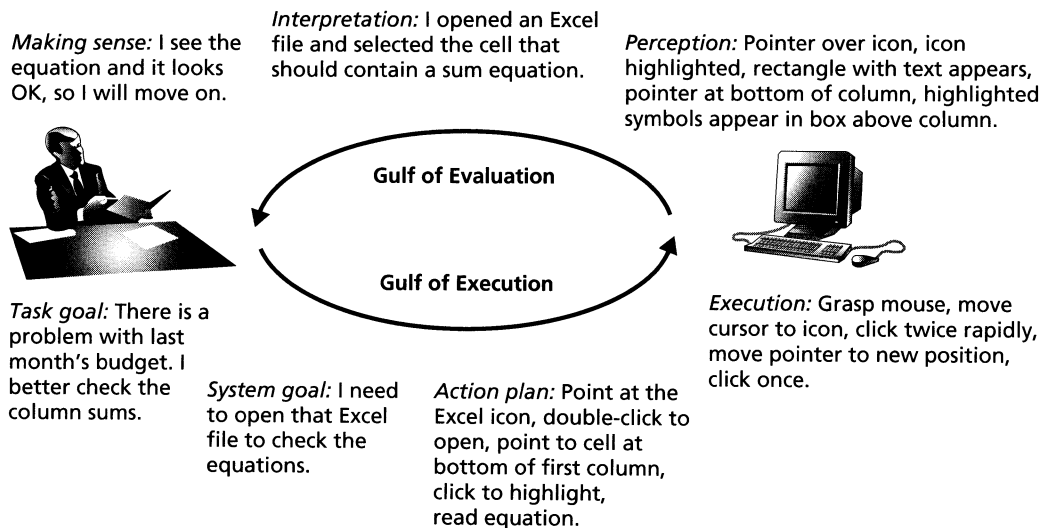 Making sense: I see the
equation and it looks
OK, so I will move on.
Interpretation: I opened an Excel
file and selected the cell that
should contain a sum equation.
Perception: Pointer over icon, icon
highlighted, rectangle with text appears,
pointer at bottom of column, highlighted
symbols appear in box above column.
Gulf of Evaluation
Gulf of Execution
Task goal: There is a
problem with last
month's budget. I
better check the
column sums.
System goal: I need
to open that Excel
file to check the
equations.
Action plan: Point at the
Excel icon, double-click to
open, point to cell at
bottom of first column,
click to highlight,
read equation.
Execution: Grasp mouse, move
cursor to icon, click twice rapidly,
move pointer to new position,
click once.